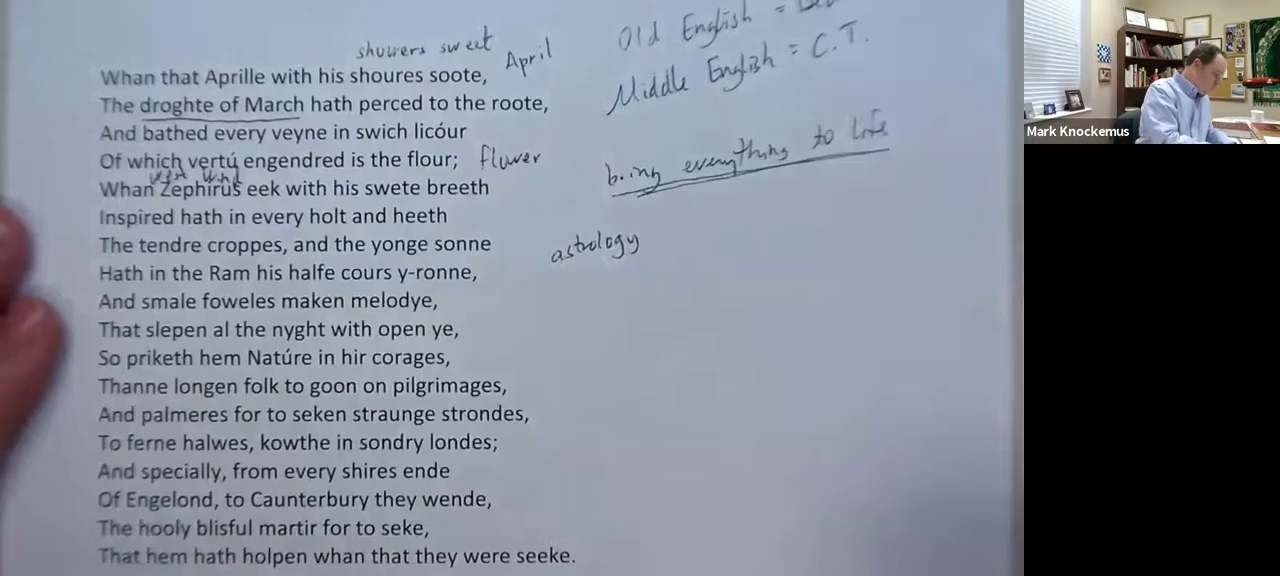 showers sweet
April
Old English =
Middle English = C.T.
Whan that Aprille with his shoures soote,
The droghte of March hath perced to the roote,
And bathed every veyne in swich licóur
Of which vertú engendred is the flour; flower
bring everything to life
West Wind
Whan Zephirus eek with his swete breeth
Inspired hath in every holt and heeth
The tendre croppes, and the yonge sonne
astrology
Hath in the Ram his halfe cours y-ronne,
And smale foweles maken melodye,
That slepen al the nyght with open ye,
So priketh hem Natúre in hir corages,
Thanne longen folk to goon on pilgrimages,
And palmeres for to seken straunge strondes,
To ferne halwes, kowthe in sondry londes;
And specially, from every shires ende
Of Engelond, to Caunterbury they wende,
The hooly blisful martir for to seke,
That hem hath holpen whan that they were seeke.
Mark Knockemus